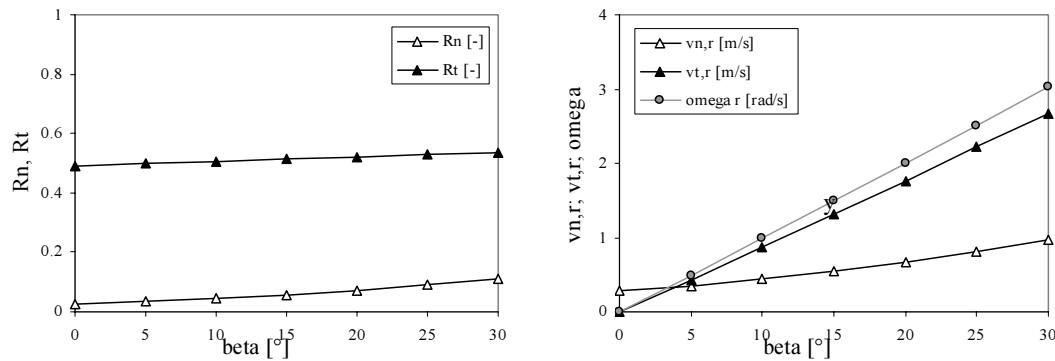 1
0.8
0.6
0.4
0.2
0
Rn, Rt
Rn [-]
Rt [-]
0 5 10 15 20 25 30
beta [°]
4
3
2
1
0
vn,r; vt,r; omega
vn,r [m/s]
vt,r [m/s]
omega r [rad/s]
y
0 5 10 15 20 25 30
beta [°]